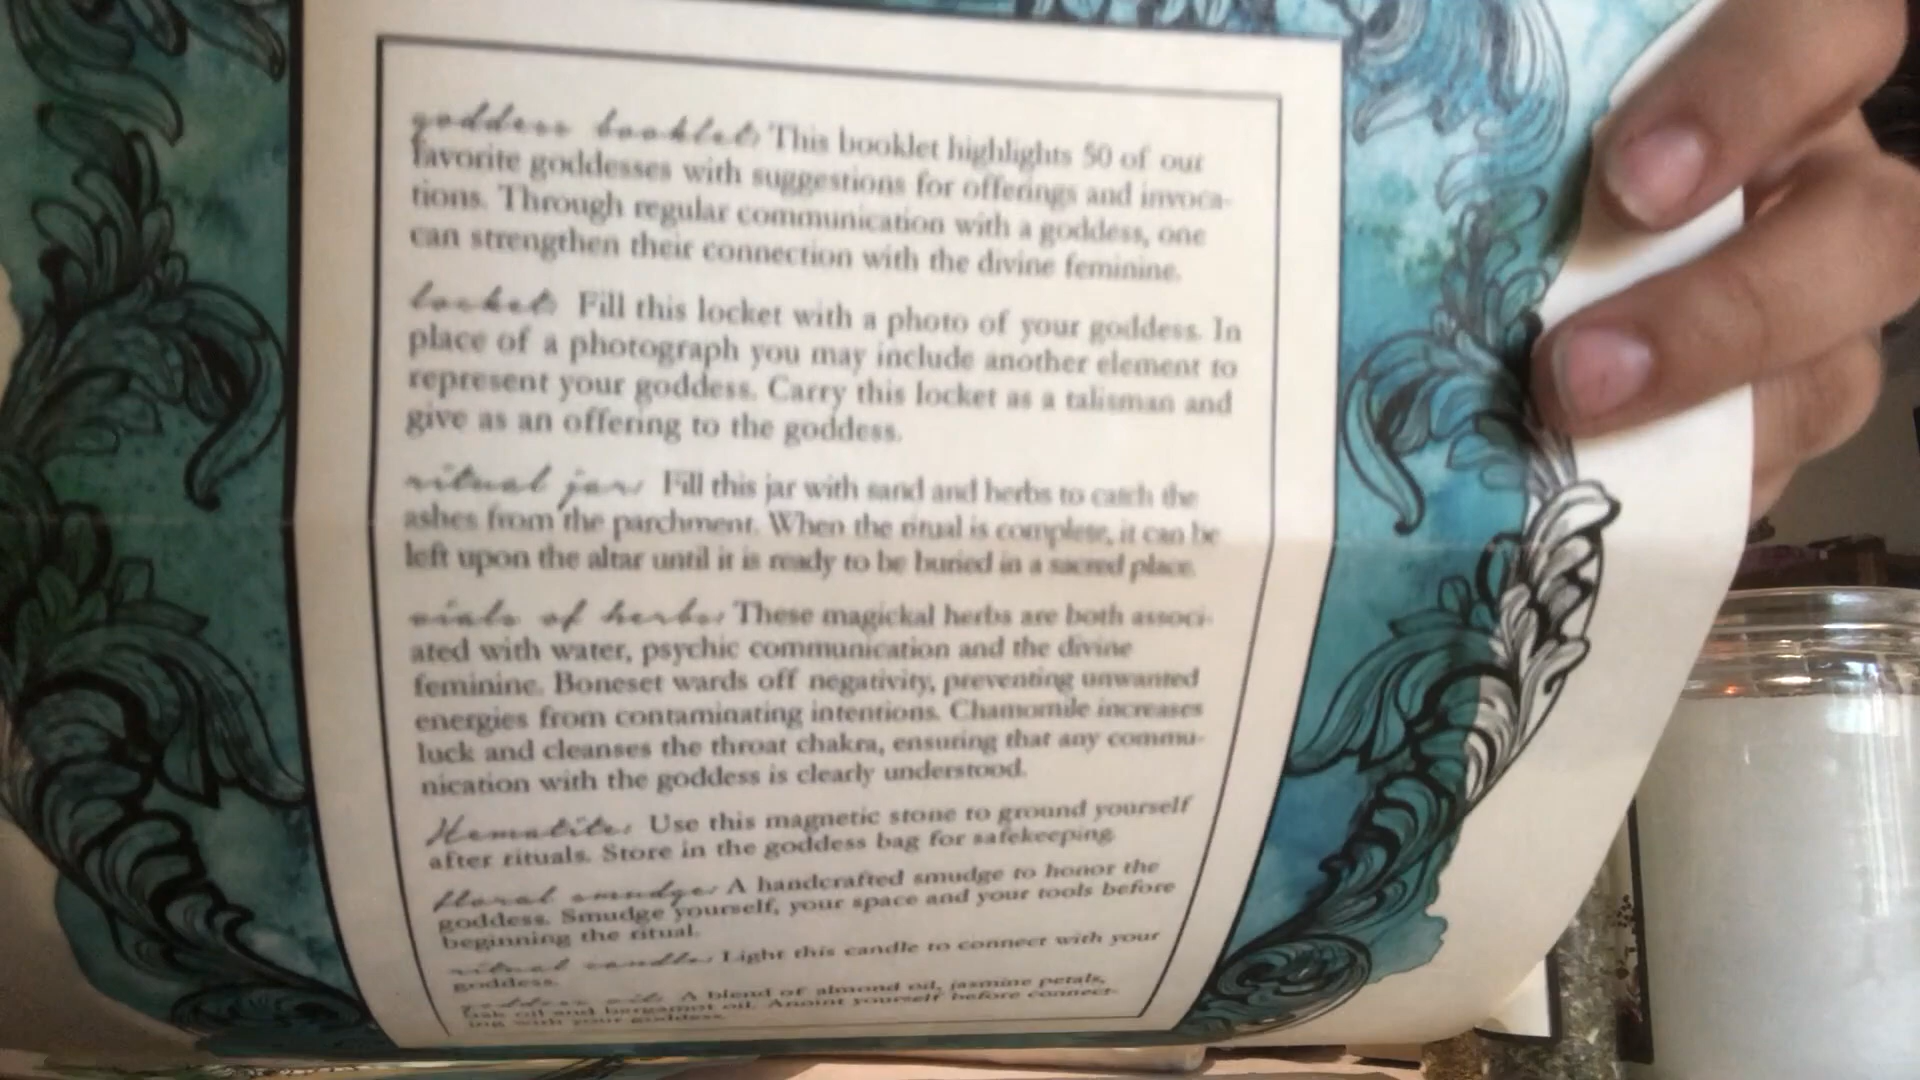 goddess booklet: This booklet highlights 50 of our
favorite goddesses with suggestions for offerings and invoca-
tions. Through regular communication with a goddess, one
can strengthen their connection with the divine feminine.
locket: Fill this locket with a photo of your goddess. In
place of a photograph you may include another element to
represent your goddess. Carry this locket as a talisman and
give as an offering to the goddess.
ritual jar: Fill this jar with sand and herbs to catch the
ashes from the parchment. When the ritual is complete, it can be
left upon the altar until it is ready to be buried in a sacred place.
vials of herbs: These magickal herbs are both associ-
ated with water, psychic communication and the divine
feminine. Boneset wards off negativity, preventing unwanted
energies from contaminating intentions. Chamomile increases
luck and cleanses the throat chakra, ensuring that any commu-
nication with the goddess is clearly understood.
Hematite: Use this magnetic stone to ground yourself
after rituals. Store in the goddess bag for safekeeping.
floral smudge: A handcrafted smudge to honor the
goddess. Smudge yourself, your space and your tools before
beginning the ritual.
ritual candle: Light this candle to connect with your
goddess.
goddess oil: A blend of almond oil, jasmine petals,
oil and bergamot oil. Anoint yourself before connect-
ing with your goddess.